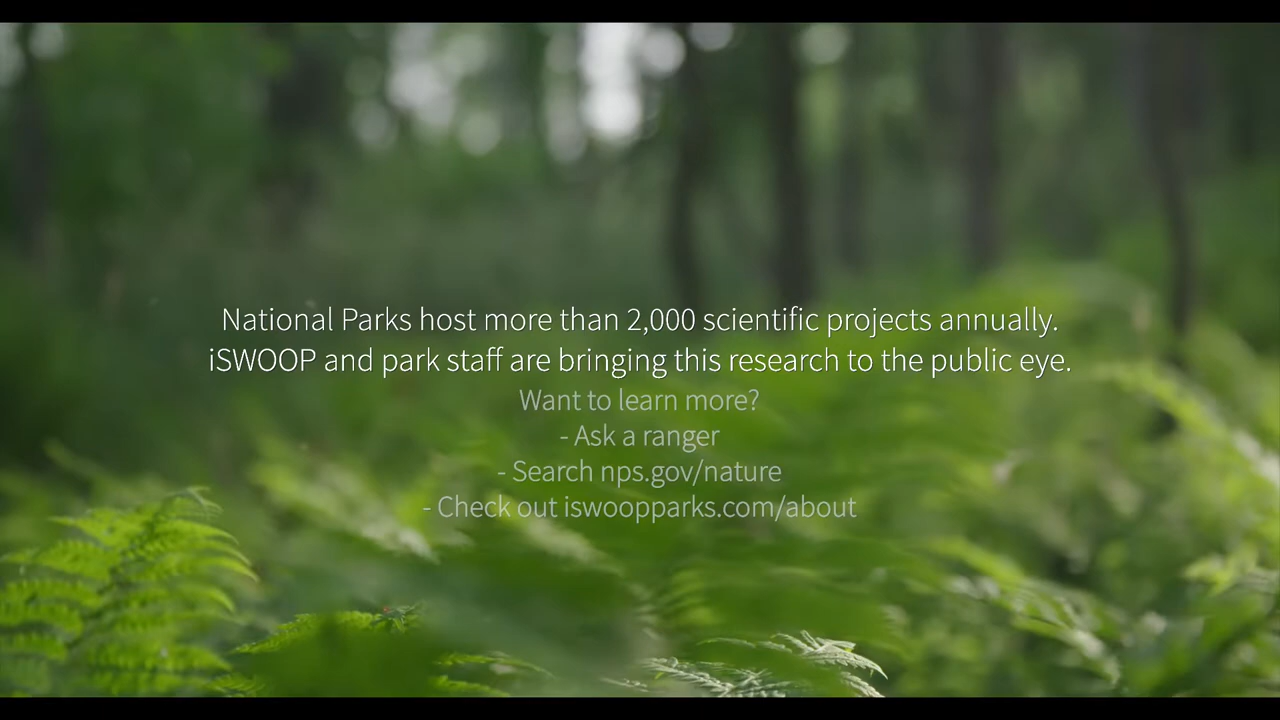 National Parks host more than 2,000 scientific projects annually.
iSWOOP and park staff are bringing this research to the public eye.
Want to learn more?
- Ask a ranger
- Search nps.gov/nature
- Check out iswoopparks.com/about